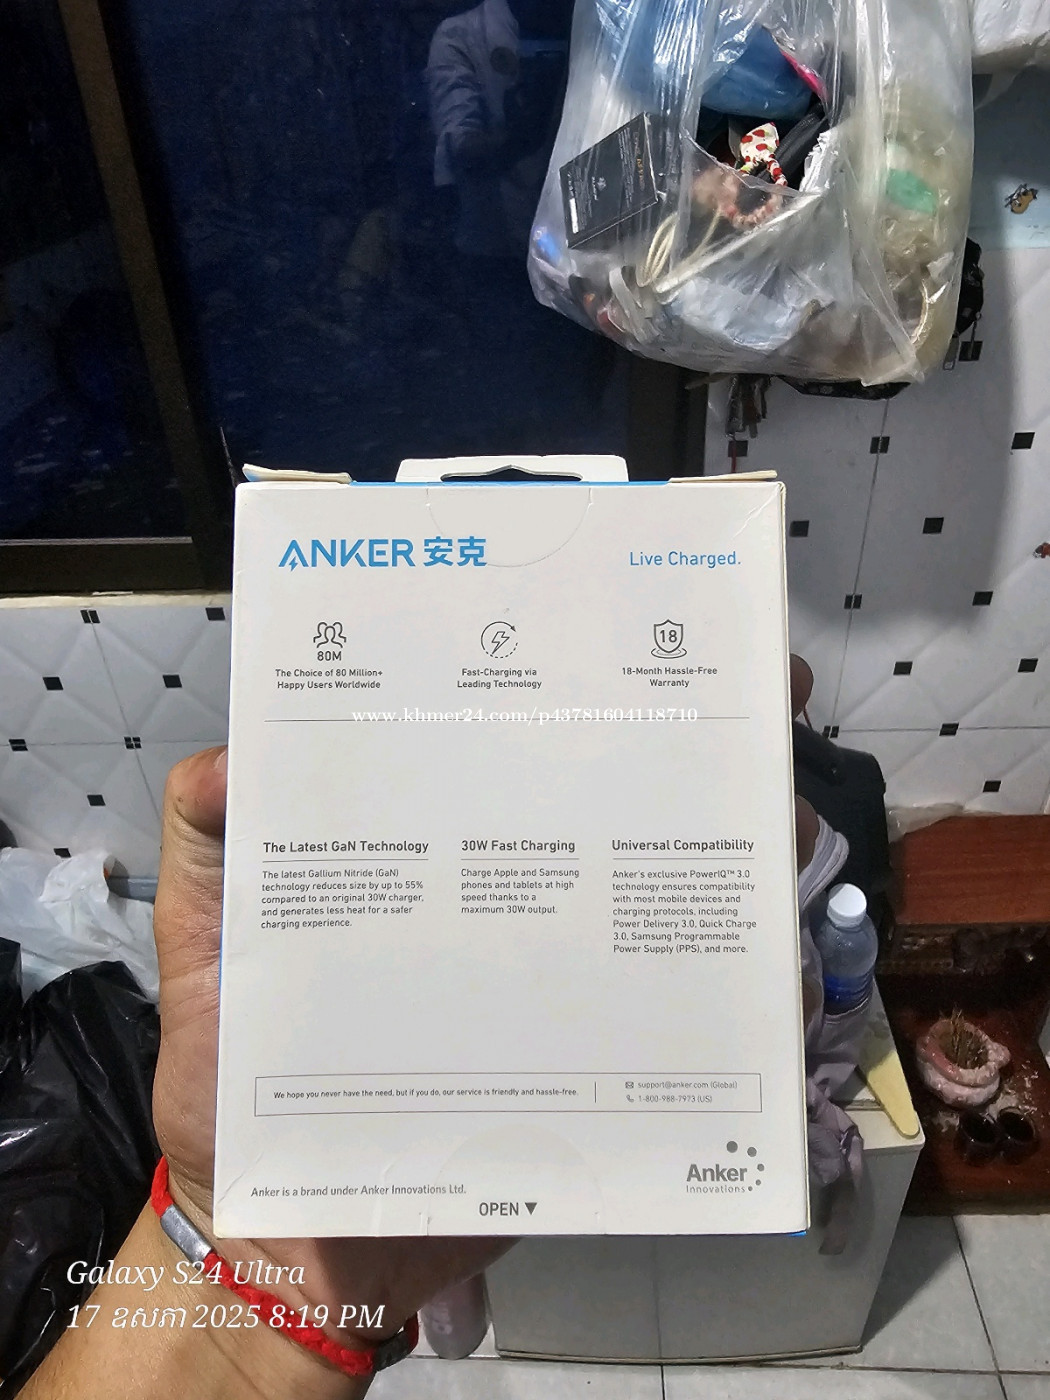 ANKER 安克
Live Charged.
80M
The Choice of 80 Million+
Happy Users Worldwide
Fast-Charging via
Leading Technology
18
18-Month Hassle-Free
Warranty
www.khmer24.com/p43781604118710
The Latest GaN Technology
The latest Gallium Nitride (GaN)
technology reduces size by up to 55%
compared to an original 30W charger,
and generates less heat for a safer
charging experience.
30W Fast Charging
Charge Apple and Samsung
phones and tablets at high
speed thanks to a
maximum 30W output.
Universal Compatibility
Anker's exclusive PowerIQ™ 3.0
technology ensures compatibility
with most mobile devices and
charging protocols, including
Power Delivery 3.0, Quick Charge
3.0, Samsung Programmable
Power Supply (PPS), and more.
We hope you never have the need, but if you do, our service is friendly and hassle-free.
support@anker.com (Global)
1-800-988-7973 (US)
Anker
Innovations
Anker is a brand under Anker Innovations Ltd.
OPEN ▼
Galaxy S24 Ultra
17 ឧសភា 2025 8:19 PM